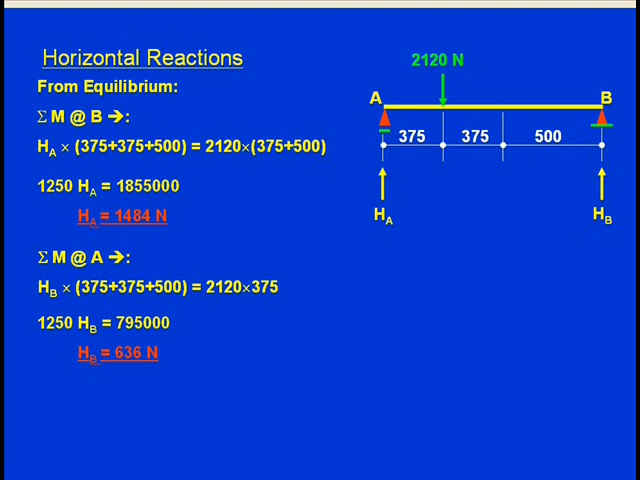 Horizontal Reactions
From Equilibrium:
Σ M @ B →:
H_A × (375+375+500) = 2120×(375+500)
1250 H_A = 1855000
H_A = 1484 N
Σ M @ A →:
H_B × (375+375+500) = 2120×375
1250 H_B = 795000
H_B = 636 N
2120 N
A B
375 375 500
H_A H_B